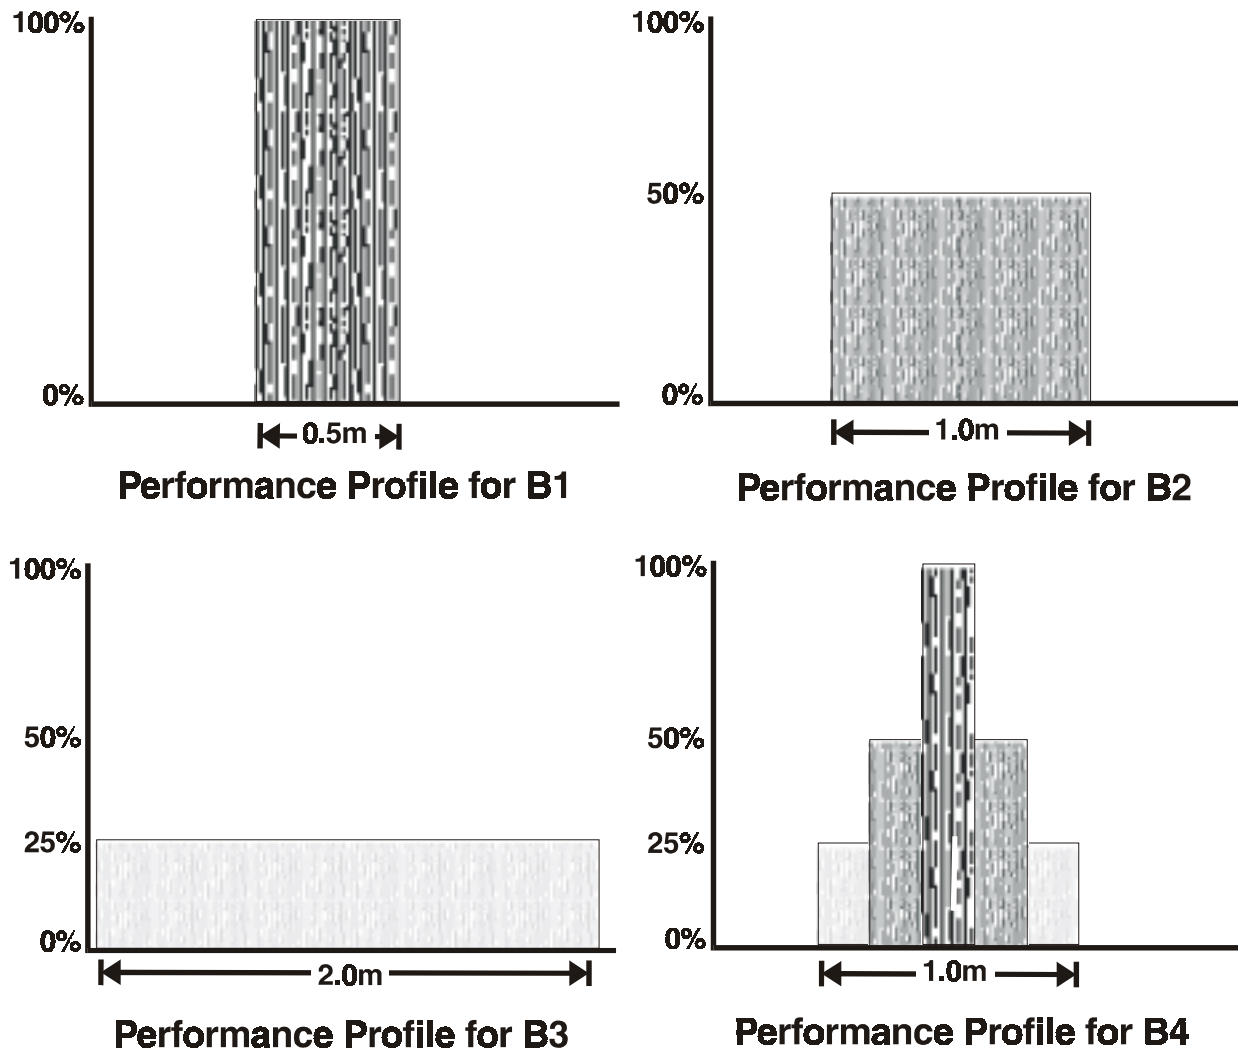 100%
0%
0.5m
Performance Profile for B1
100%
50%
0%
1.0m
Performance Profile for B2
100%
50%
25%
0%
2.0m
Performance Profile for B3
100%
50%
25%
0%
1.0m
Performance Profile for B4